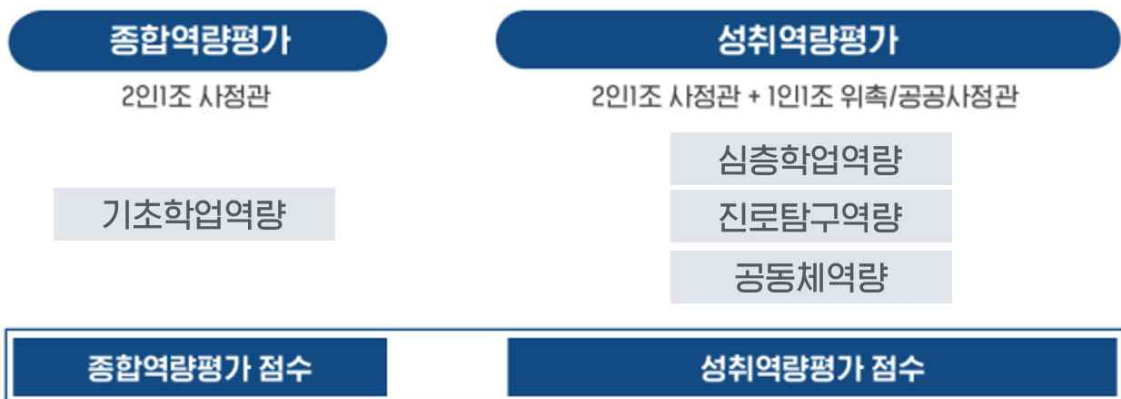 종합역량평가
2인1조 사정관
기초학업역량
성취역량평가
2인1조 사정관 + 1인1조 위촉/공공사정관
심층학업역량
진로탐구역량
공동체역량
종합역량평가 점수
성취역량평가 점수